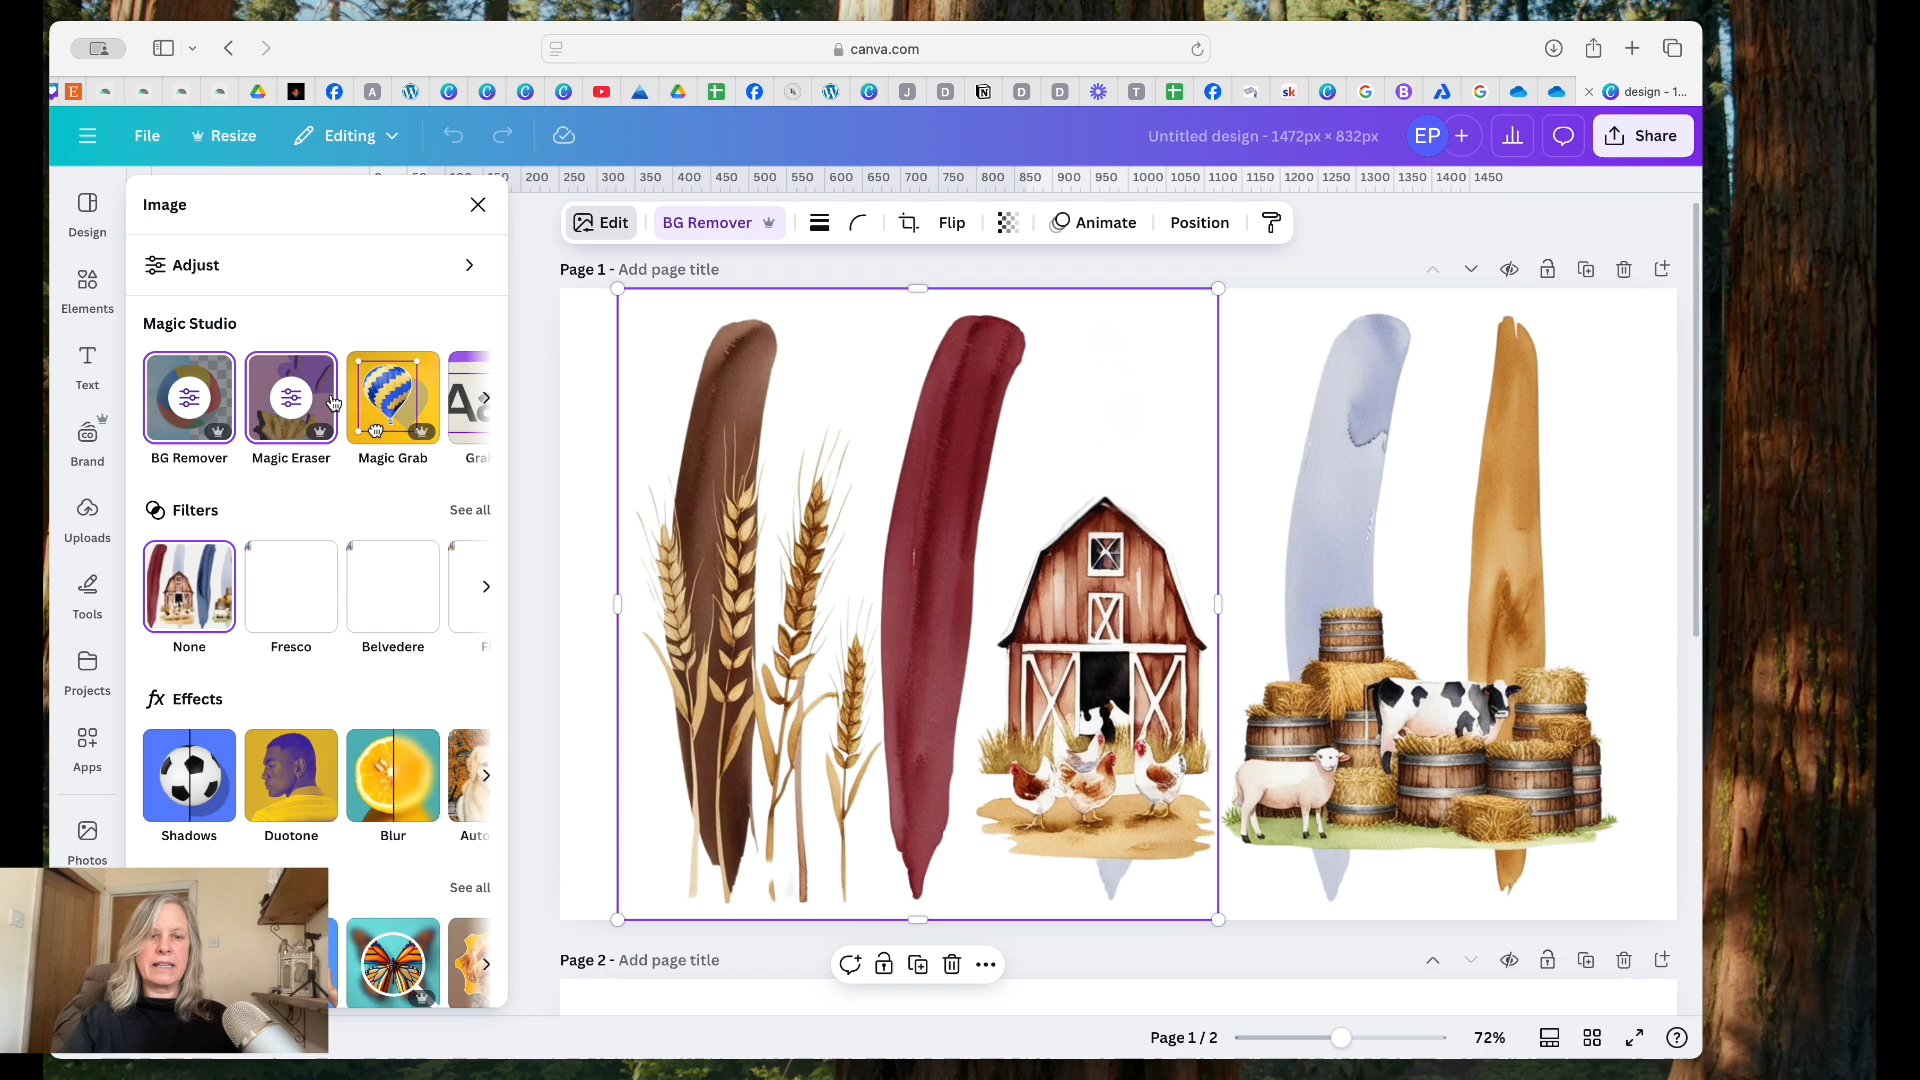 canva.com
design - 1...
File
Resize
Editing
Untitled design - 1472px × 832px
EP
Share
200 250 300 350 400 450 500 550 600 650 700 750 800 850 900 950 1000 1050 1100 1150 1200 1250 1300 1350 1400 1450
Design
Elements
Text
Brand
Uploads
Tools
Projects
Apps
Photos
Image
Adjust
Magic Studio
BG Remover
Magic Eraser
Magic Grab
Filters
See all
None
Fresco
Belvedere
Effects
Shadows
Duotone
Blur
Auto
See all
Edit
BG Remover
Flip
Animate
Position
Page 1 - Add page title
Page 2 - Add page title
Page 1 / 2
72%